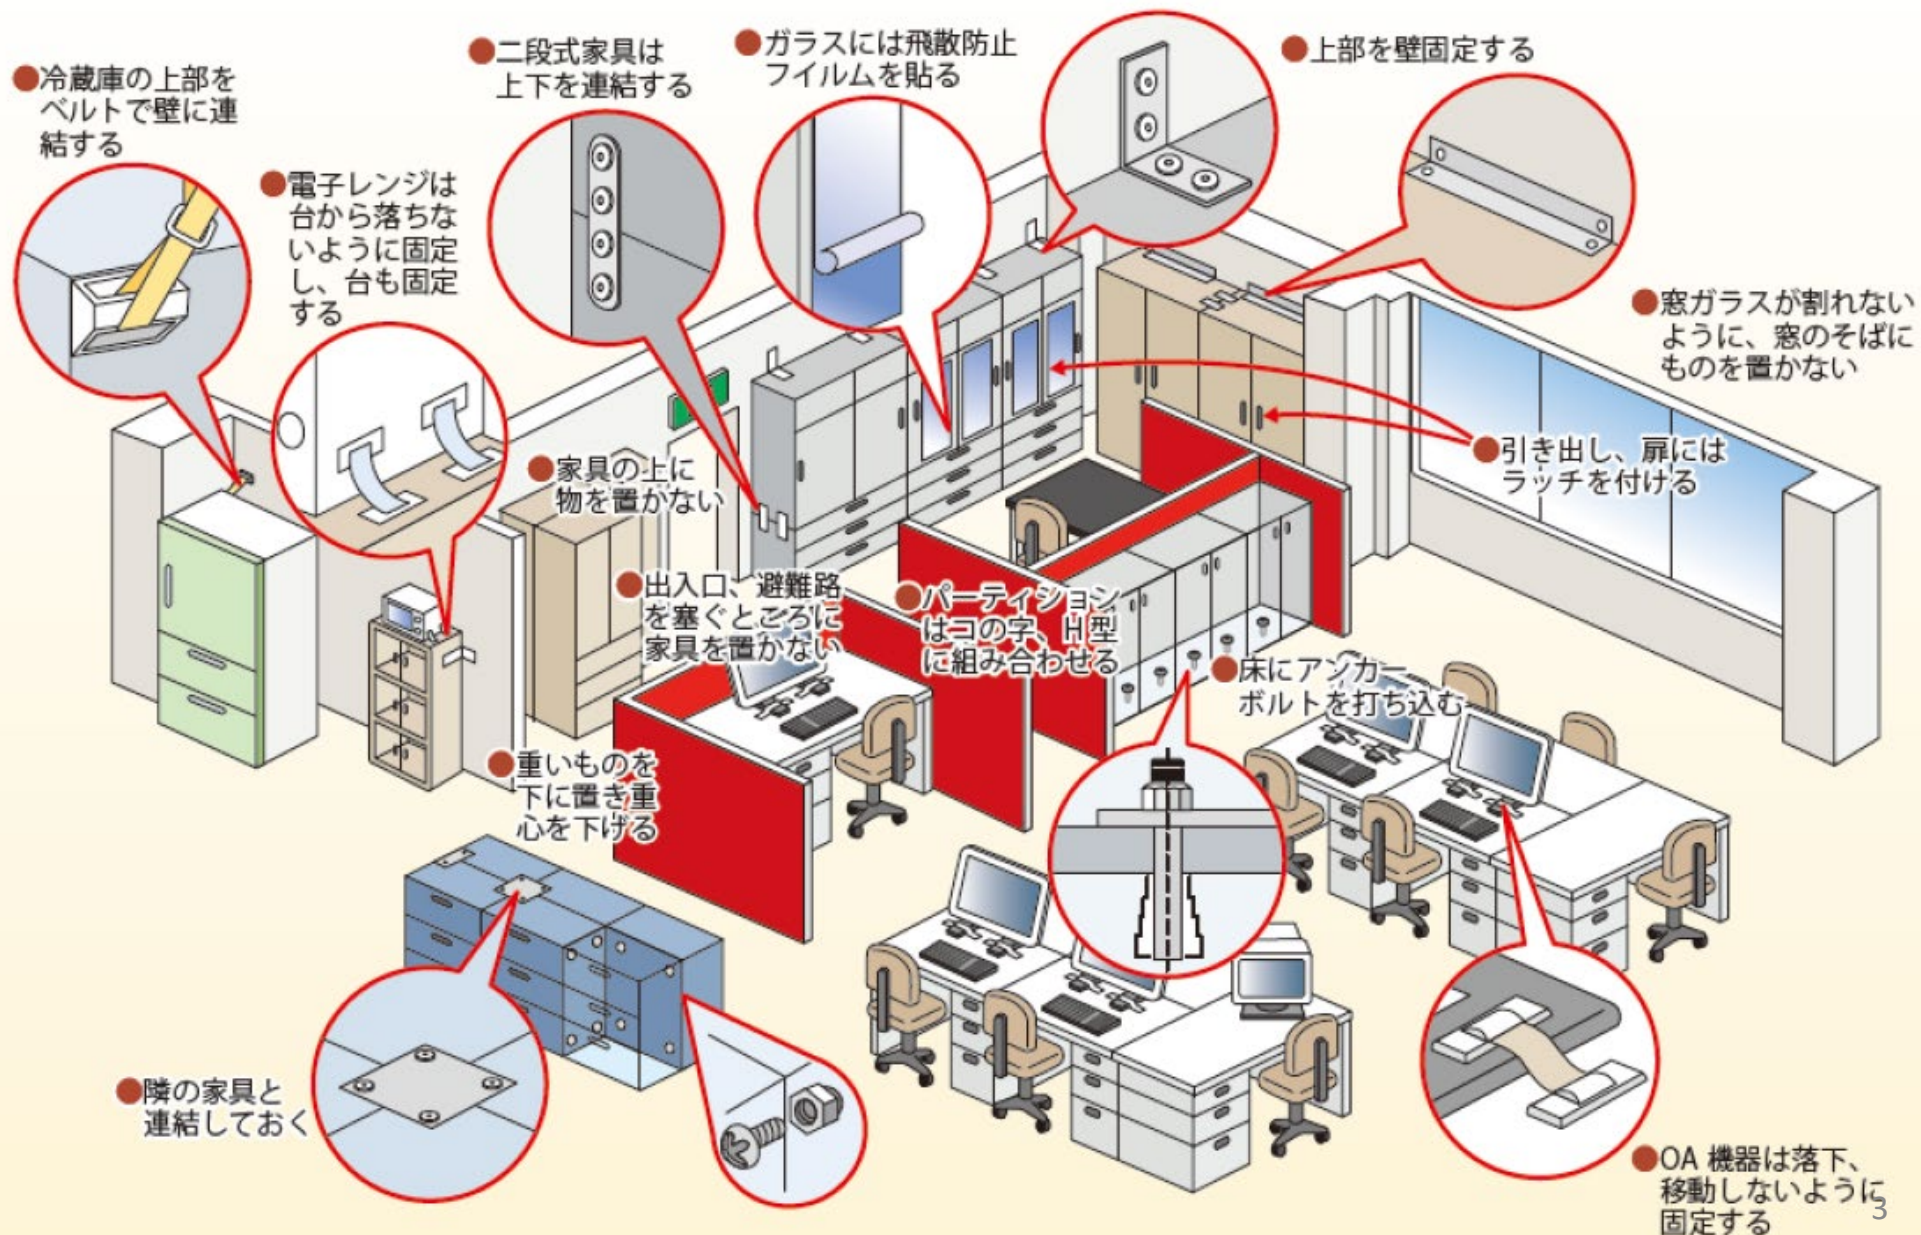 ●冷蔵庫の上部を
ベルトで壁に連
結する
●電子レンジは
台から落ちな
いように固定
し、台も固定
する
●二段式家具は
上下を連結する
●ガラスには飛散防止
フイルムを貼る
●上部を壁固定する
●窓ガラスが割れない
ように、窓のそばに
ものを置かない
●引き出し、扉には
ラッチを付ける
●家具の上に
物を置かない
●出入口、避難路
を塞ぐところに
家具を置かない
●パーティション
はコの字、H型
に組み合わせる
●床にアンカー
ボルトを打ち込む
●重いものを
下に置き重
心を下げる
●隣の家具と
連結しておく
●OA 機器は落下、
移動しないように
固定する
3